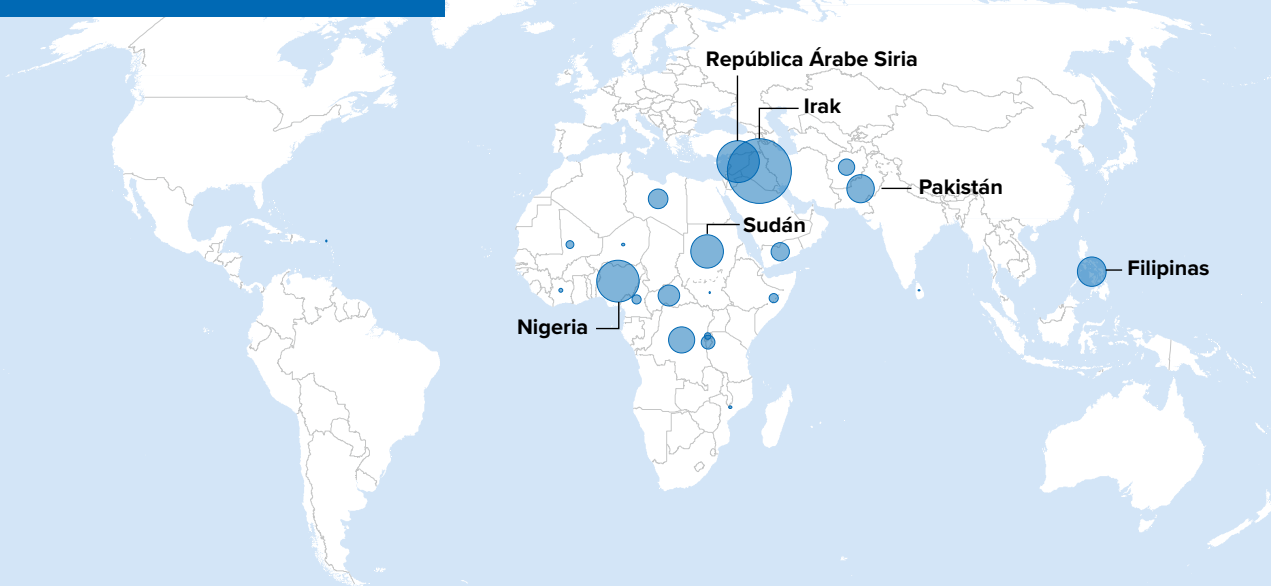 República Árabe Siria
Irak
Pakistán
Sudán
Filipinas
Nigeria